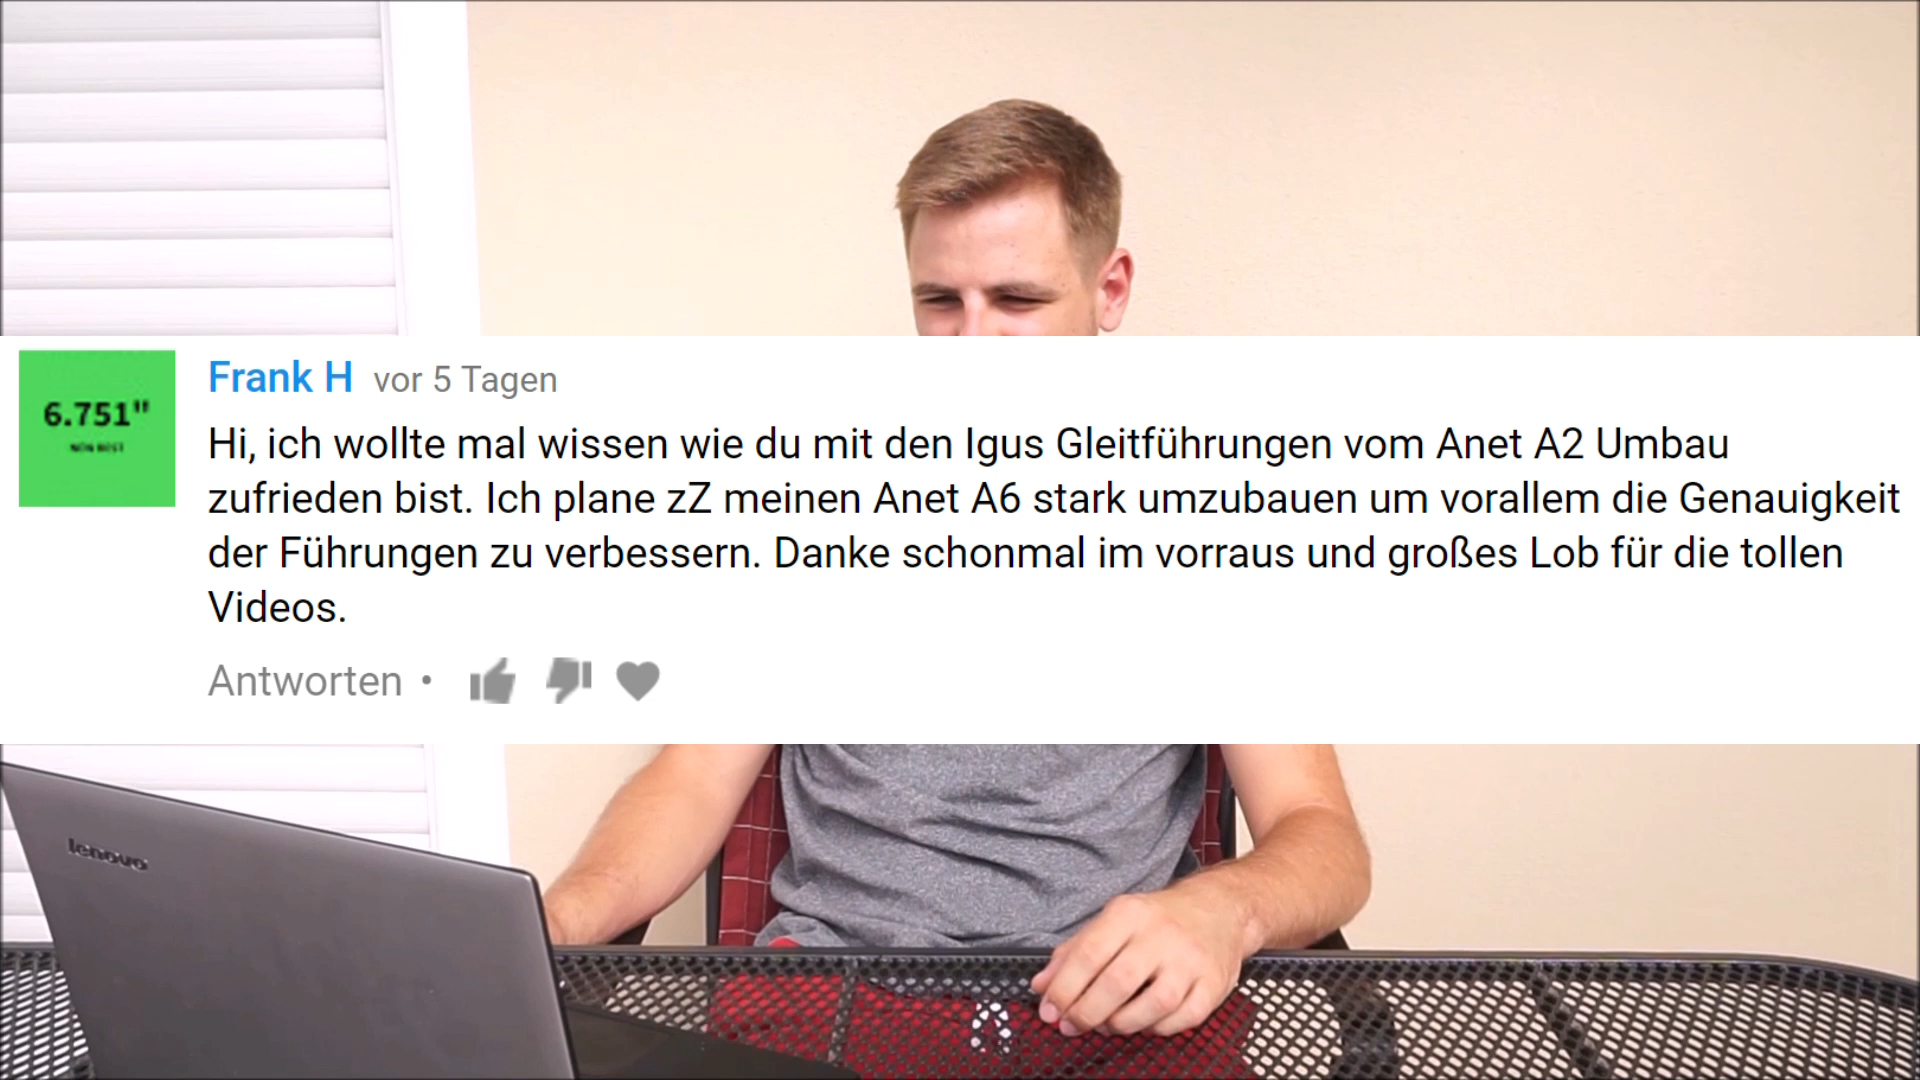 Frank H vor 5 Tagen
6.751"
Hi, ich wollte mal wissen wie du mit den Igus Gleitführungen vom Anet A2 Umbau
zufrieden bist. Ich plane zZ meinen Anet A6 stark umzubauen um vorallem die Genauigkeit
der Führungen zu verbessern. Danke schonmal im vorraus und großes Lob für die tollen
Videos.
Antworten •
lenovo